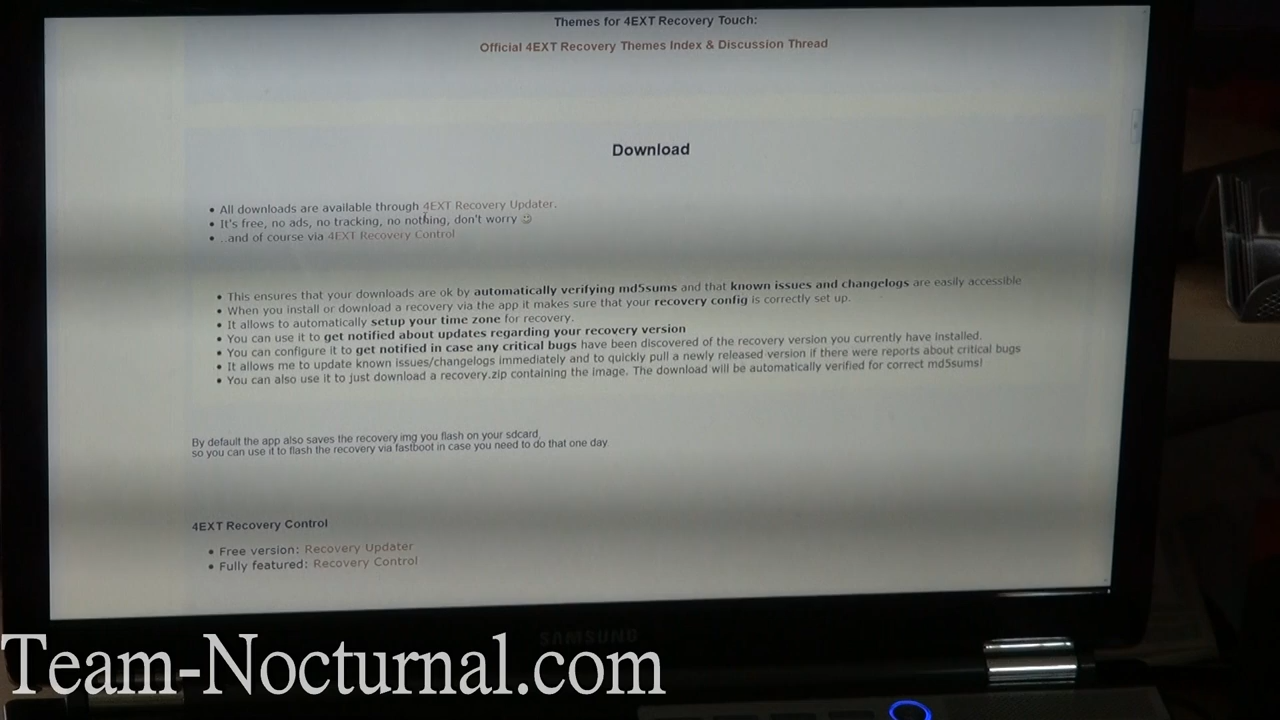 Themes for 4EXT Recovery Touch:
Official 4EXT Recovery Themes Index & Discussion Thread
Download
• All downloads are available through 4EXT Recovery Updater.
• It's free, no ads, no tracking, no nothing, don't worry
• ..and of course via 4EXT Recovery Control
• This ensures that your downloads are ok by automatically verifying md5sums and that known issues and changelogs are easily accessible
• When you install or download a recovery via the app it makes sure that your recovery config is correctly set up.
• It allows to automatically setup your time zone for recovery.
• You can use it to get notified about updates regarding your recovery version
• You can configure it to get notified in case any critical bugs have been discovered of the recovery version you currently have installed.
• It allows me to update known issues/changelogs immediately and to quickly pull a newly released version if there were reports about critical bugs
• You can also use it to just download a recovery.zip containing the image. The download will be automatically verified for correct md5sums!
By default the app also saves the recovery.img you flash on your sdcard,
so you can use it to flash the recovery via fastboot in case you need to do that one day.
4EXT Recovery Control
• Free version: Recovery Updater
• Fully featured: Recovery Control
SAMSUNG
Team-Nocturnal.com